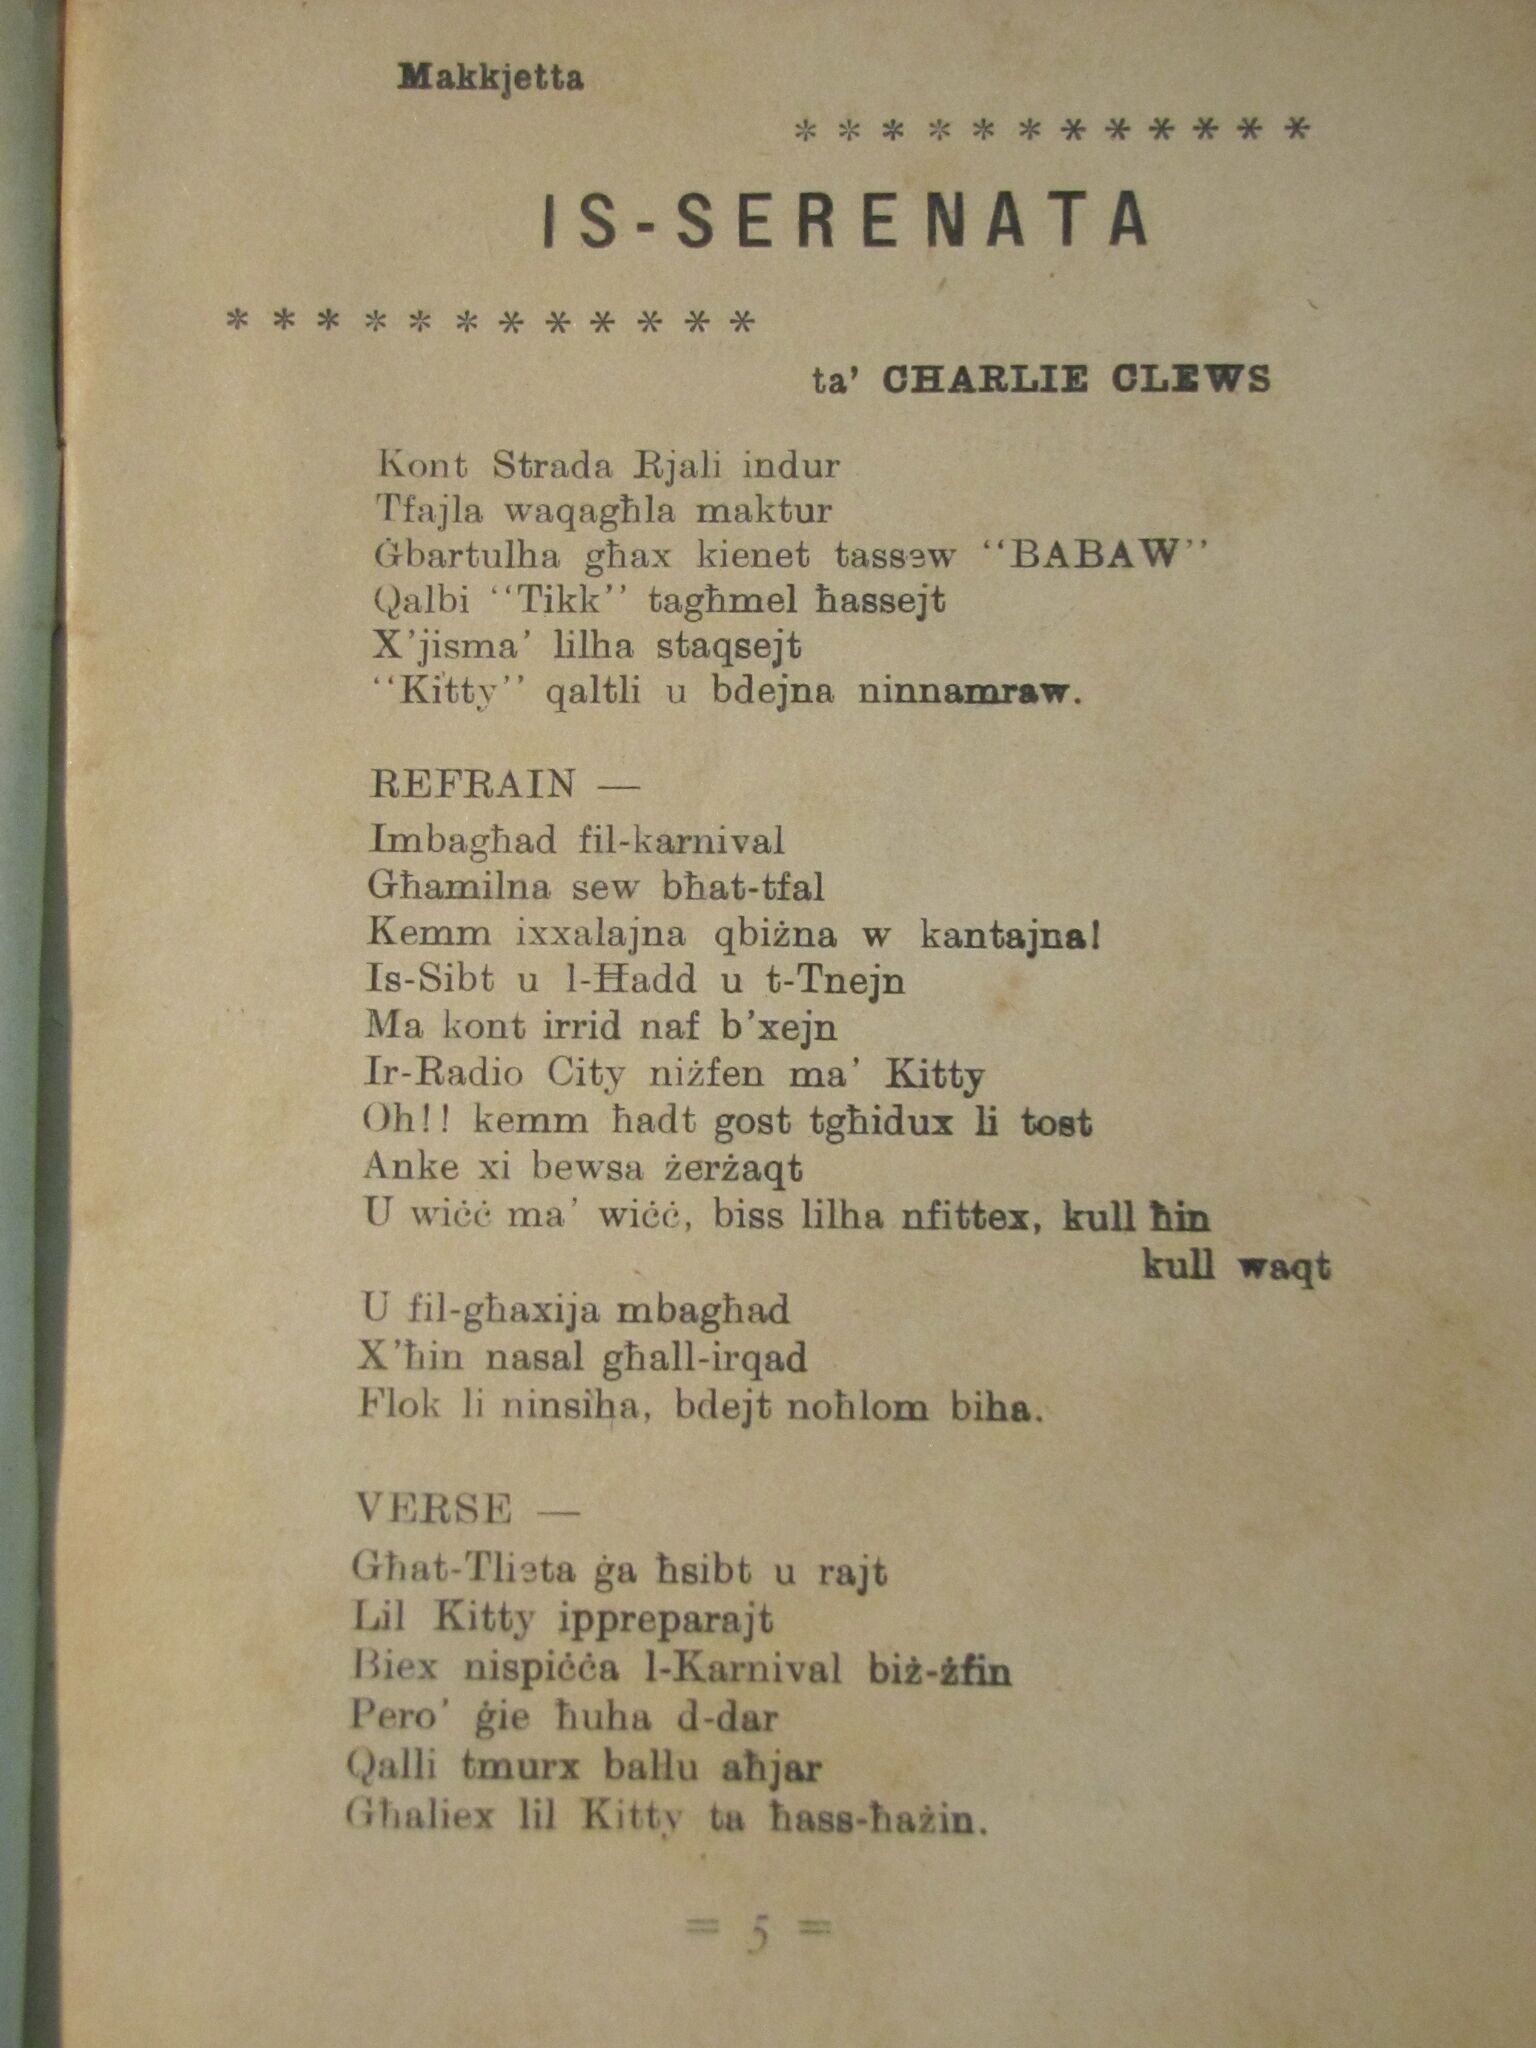 Makkjetta
* * * * * * * * * * * *
IS-SERENATA
* * * * * * * * * * * *
ta' CHARLIE CLEWS
Kont Strada Rjali indur
Tfajla waqagħla maktur
Ġbartulha għax kienet tassew "BABAW"
Qalbi "Tikk" tagħmel ħassejt
X'jisma' lilha staqsejt
"Kitty" qaltli u bdejna ninnamraw.
REFRAIN —
Imbagħad fil-karnival
Għamilna sew bħat-tfal
Kemm ixxalajna qbiżna w kantajna!
Is-Sibt u l-Ħadd u t-Tnejn
Ma kont irrid naf b'xejn
Ir-Radio City niżfen ma' Kitty
Oh!! kemm ħadt gost tgħidux li tost
Anke xi bewsa żerżaqt
U wiċċ ma' wiċċ, biss lilha nfittex, kull ħin
kull waqt
U fil-għaxija mbagħad
X'ħin nasal għall-irqad
Flok li ninsiha, bdejt noħlom biha.
VERSE —
Għat-Tlieta ġa ħsibt u rajt
Lil Kitty ippreparajt
Biex nispiċċa l-Karnival biż-żfin
Pero' ġie ħuha d-dar
Qalli tmurx ballu aħjar
Għaliex lil Kitty ta ħass-ħażin.
= 5 =